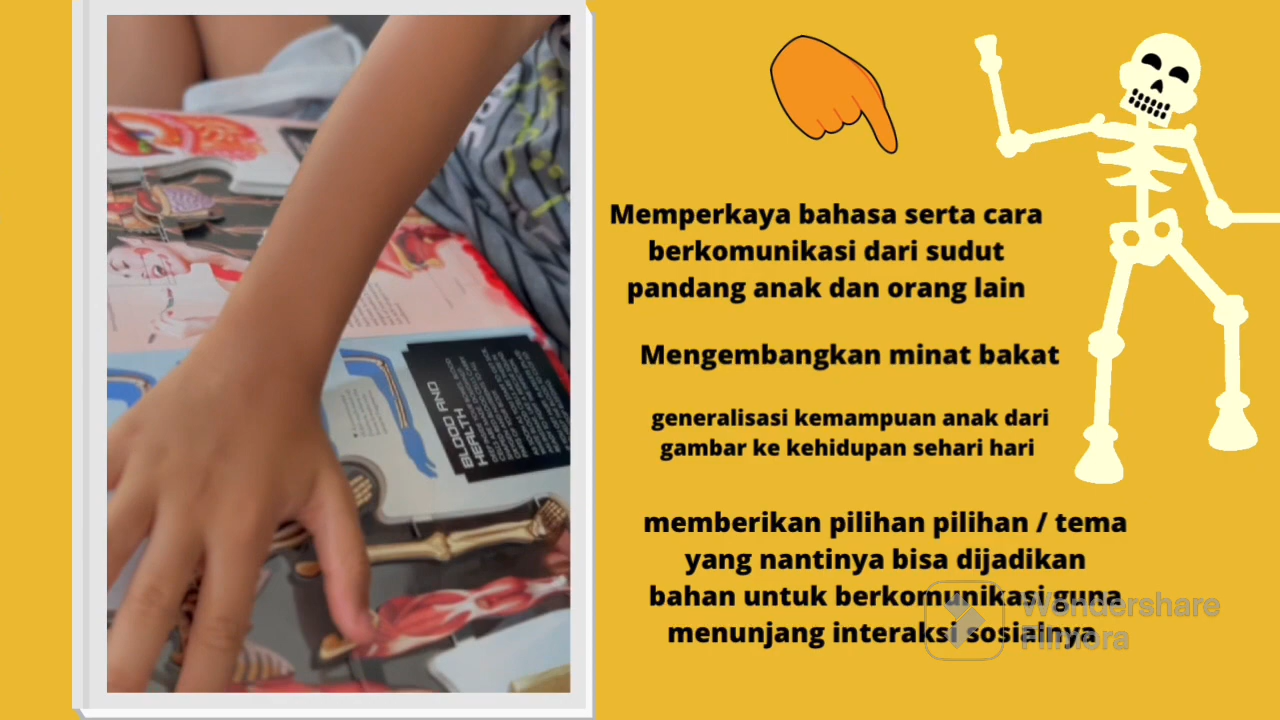 Memperkaya bahasa serta cara
berkomunikasi dari sudut
pandang anak dan orang lain
Mengembangkan minat bakat
generalisasi kemampuan anak dari
gambar ke kehidupan sehari hari
memberikan pilihan pilihan / tema
yang nantinya bisa dijadikan
bahan untuk berkomunikasi guna
menunjang interaksi sosialnya
Wondershare
Filmora
BLOOD AND
HEALTH